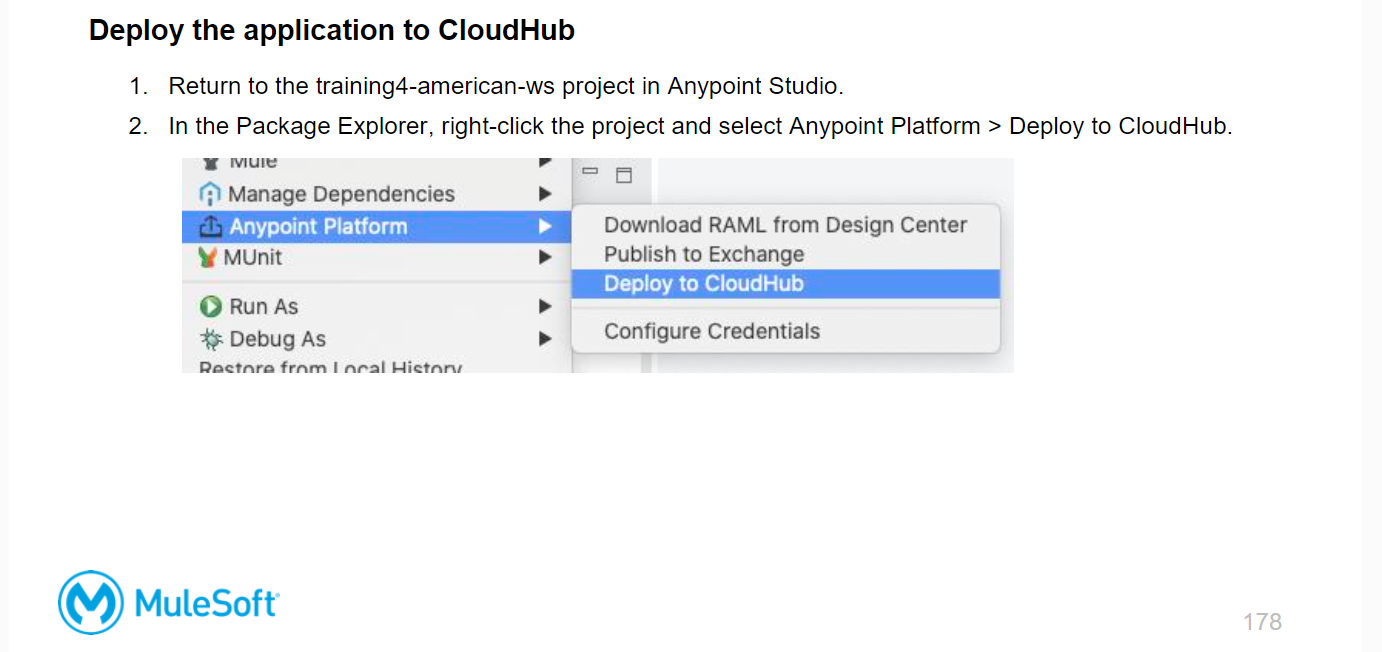 Deploy the application to CloudHub
1. Return to the training4-american-ws project in Anypoint Studio.
2. In the Package Explorer, right-click the project and select Anypoint Platform > Deploy to CloudHub.
Mule
Manage Dependencies
Anypoint Platform
MUnit
Run As
Debug As
Restore from Local History
Download RAML from Design Center
Publish to Exchange
Deploy to CloudHub
Configure Credentials
MuleSoft
178